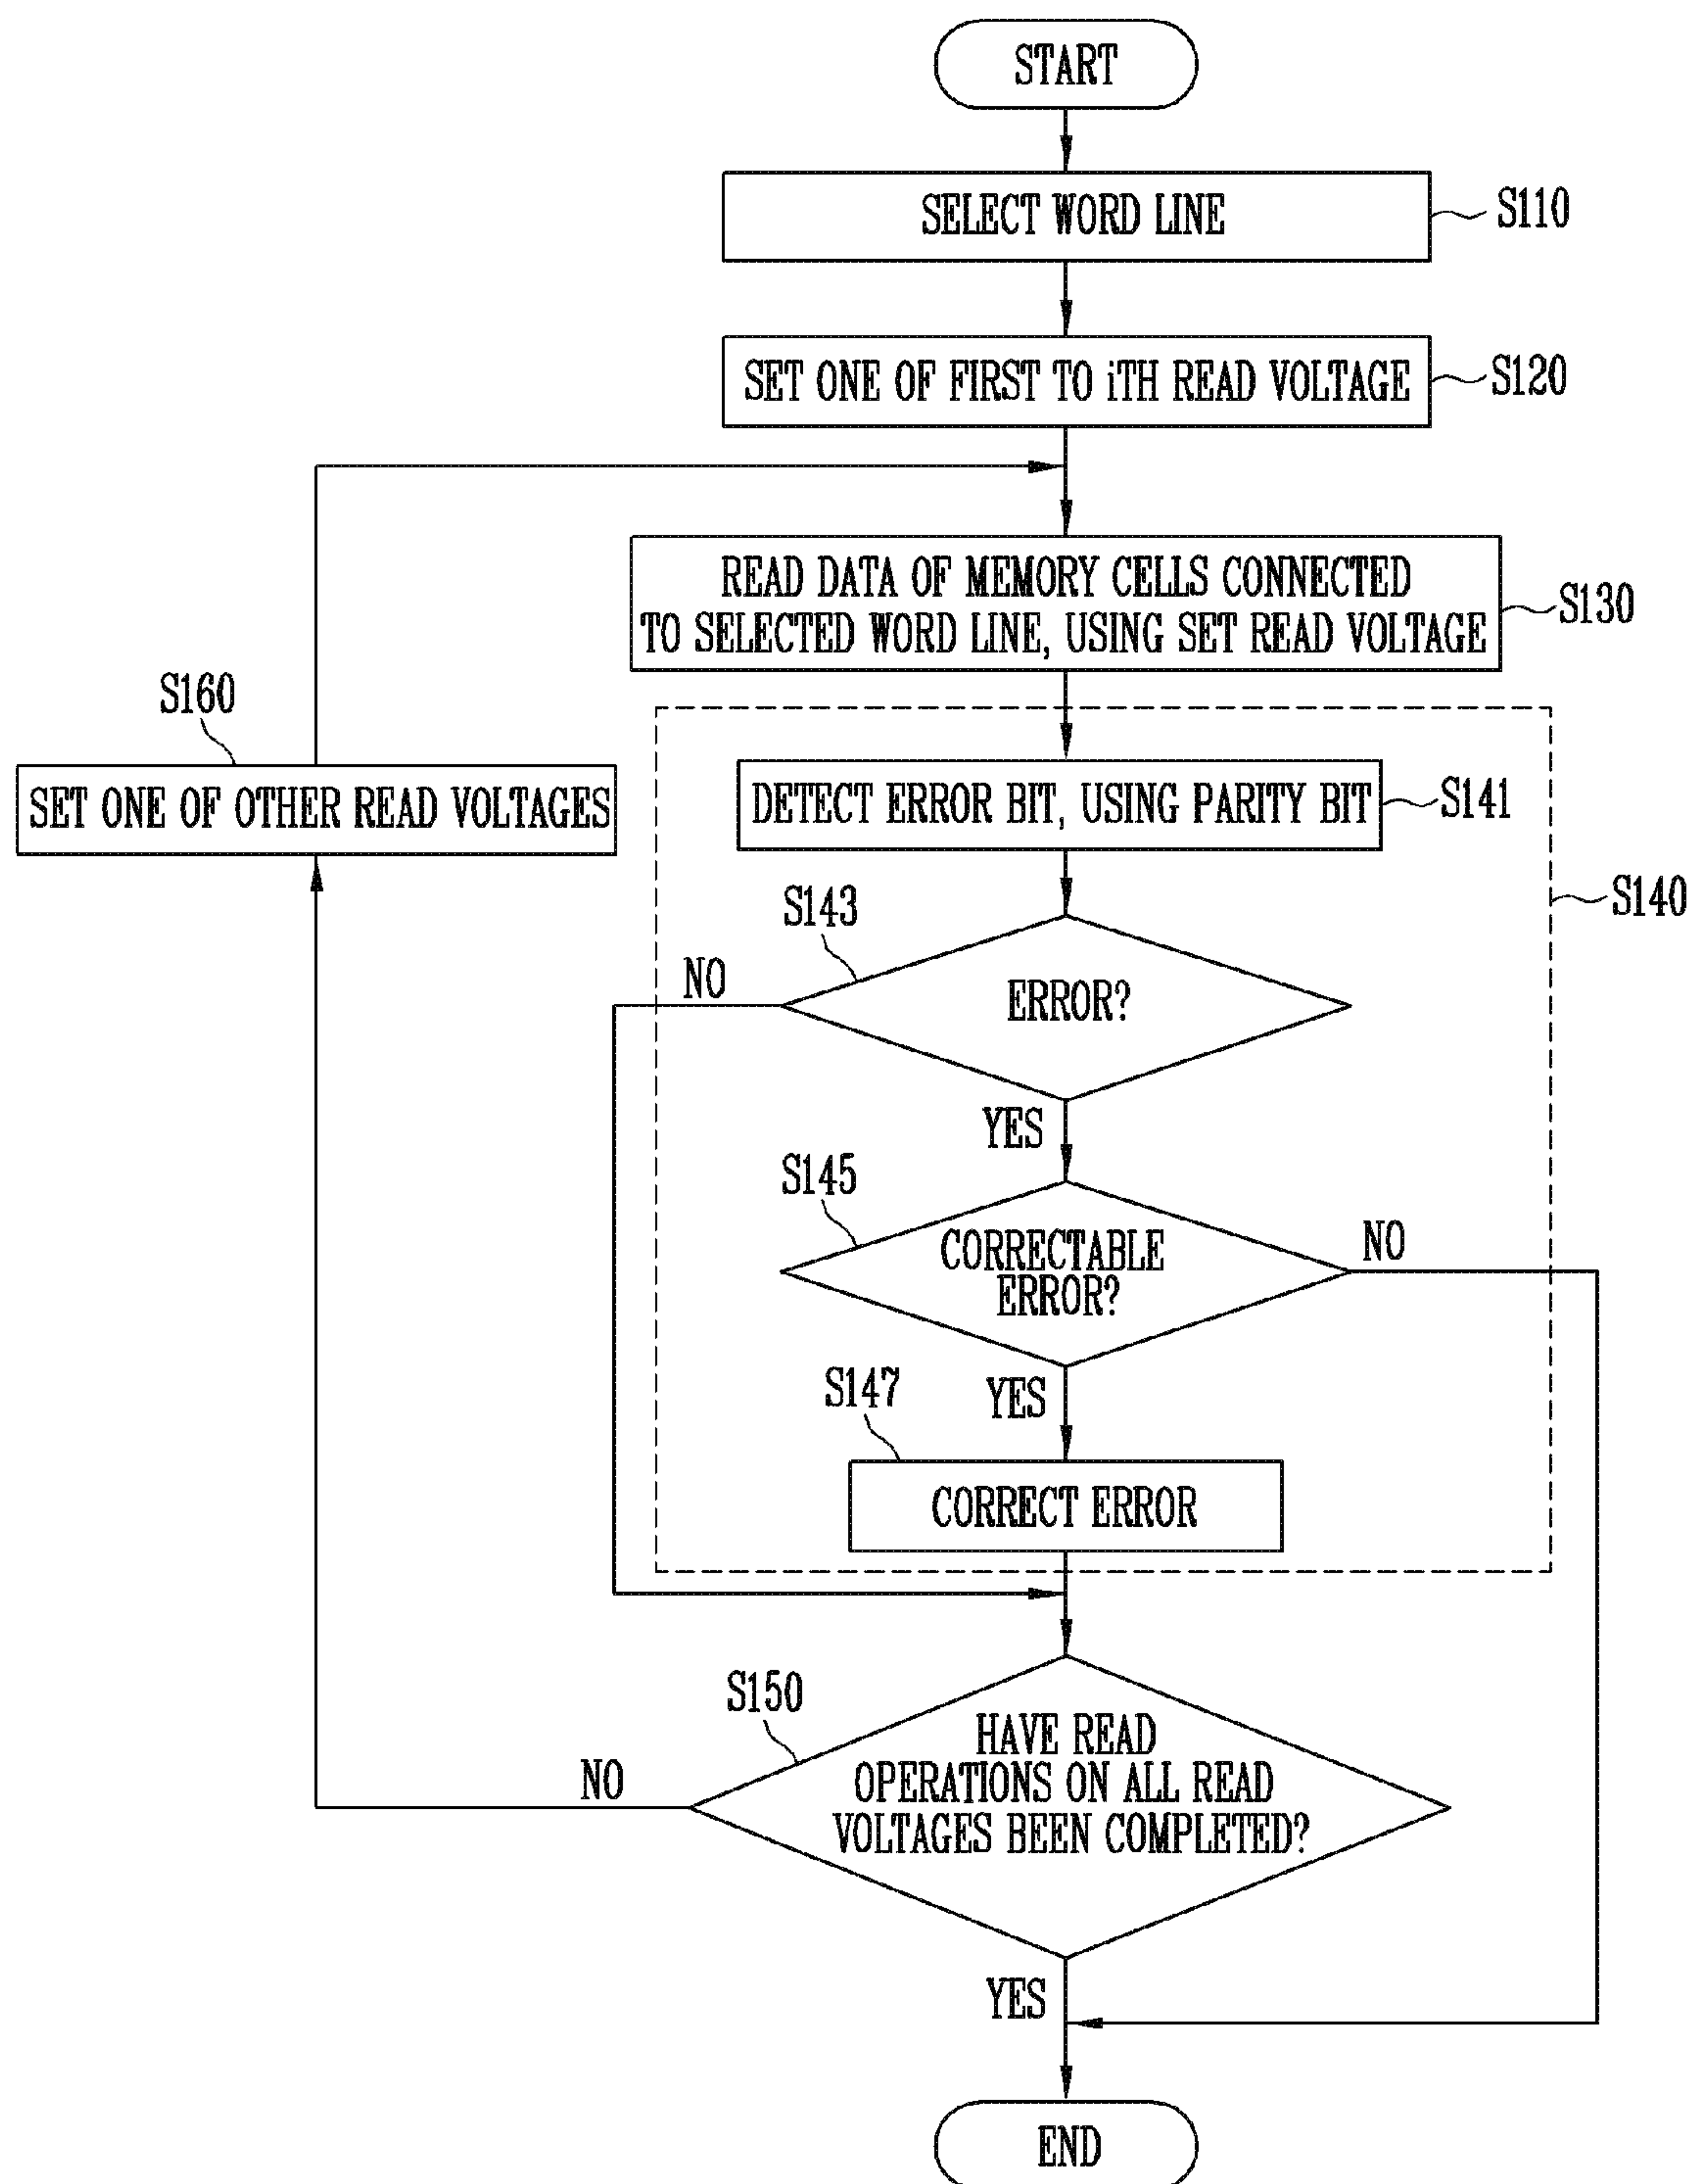 START
SELECT WORD LINE
S110
SET ONE OF FIRST TO iTH READ VOLTAGE
S120
READ DATA OF MEMORY CELLS CONNECTED
TO SELECTED WORD LINE, USING SET READ VOLTAGE
S130
S160
SET ONE OF OTHER READ VOLTAGES
DETECT ERROR BIT, USING PARITY BIT
S141
S140
S143
NO
ERROR?
YES
S145
CORRECTABLE
ERROR?
NO
YES
S147
CORRECT ERROR
S150
HAVE READ
OPERATIONS ON ALL READ
VOLTAGES BEEN COMPLETED?
NO
YES
END